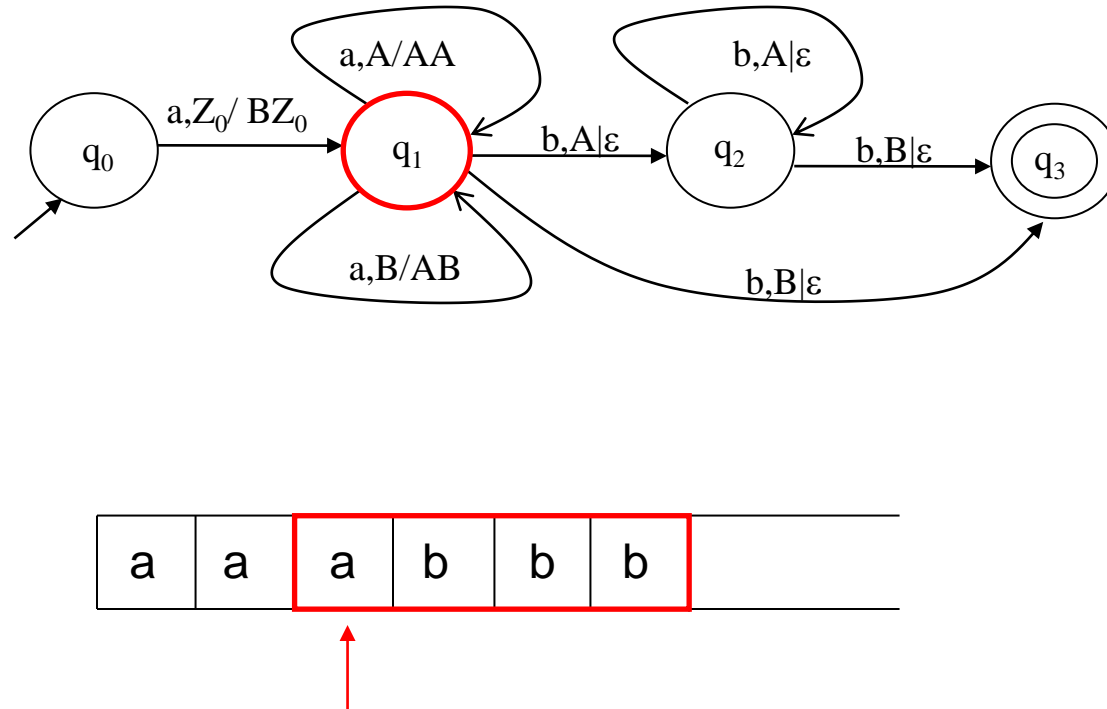 a,A/AA
b,A|ε
a,Z₀/ BZ₀
q₀
q₁
b,A|ε
q₂
b,B|ε
q₃
a,B/AB
b,B|ε
a a a b b b